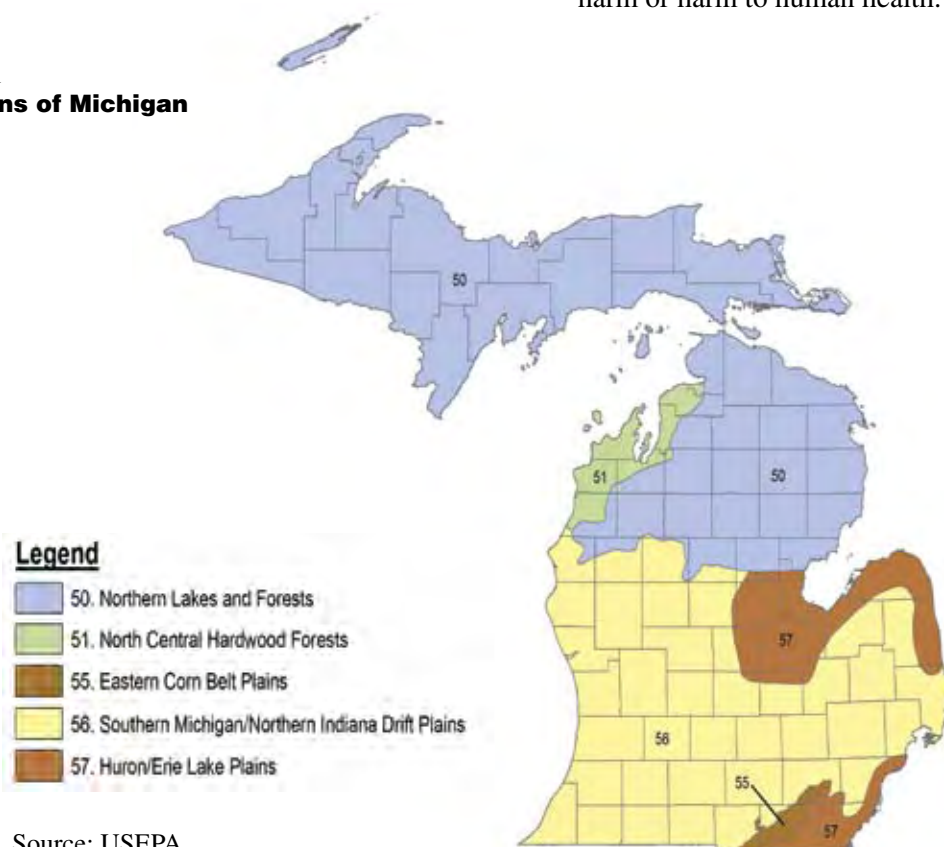 harm or harm to human health.
ns of Michigan
50
51
50
57
56
55
57
Legend
50. Northern Lakes and Forests
51. North Central Hardwood Forests
55. Eastern Corn Belt Plains
56. Southern Michigan/Northern Indiana Drift Plains
57. Huron/Erie Lake Plains
Source: USEPA